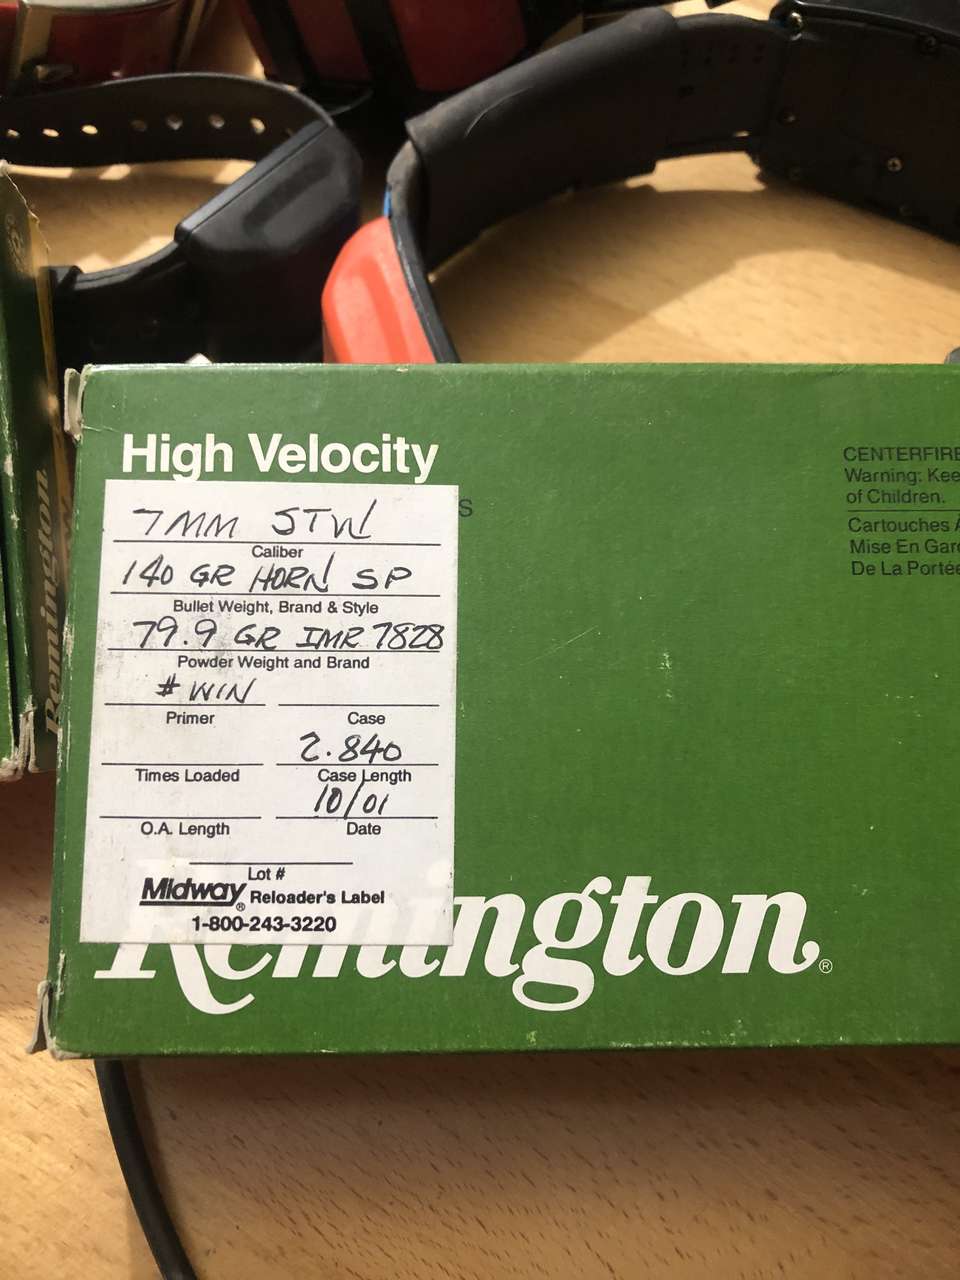 High Velocity
CENTERFIRE
Warning: Kee
of Children.
Cartouches
Mise En Gar
De La Portée
S
7MM STW
Caliber
140 GR HORN SP
Bullet Weight, Brand & Style
79.9 GR IMR 7828
Powder Weight and Brand
# WIN
Primer Case
2.840
Times Loaded Case Length
10/01
O.A. Length Date
Lot #
Midway® Reloader's Label
1-800-243-3220
Remington®
Remington